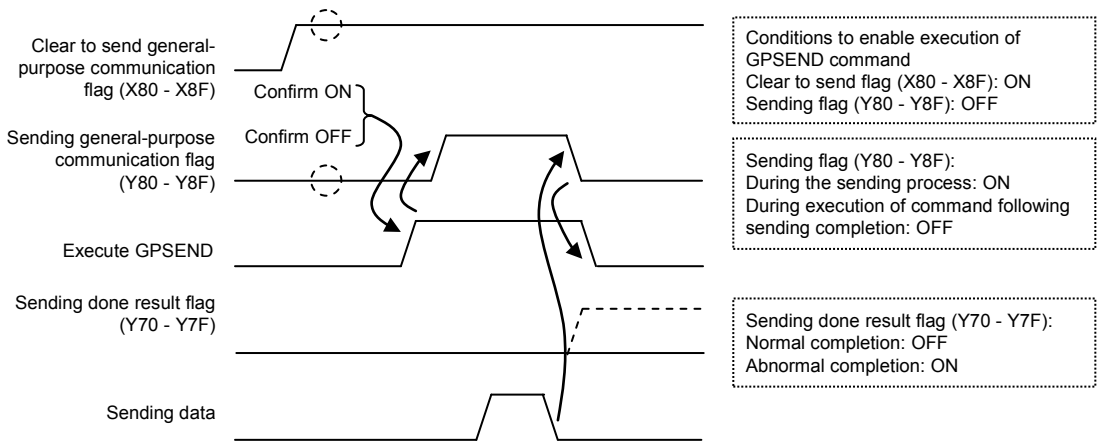 Clear to send general-
purpose communication
flag (X80 - X8F)
Confirm ON
Confirm OFF
Sending general-purpose
communication flag
(Y80 - Y8F)
Execute GPSEND
Sending done result flag
(Y70 - Y7F)
Sending data
Conditions to enable execution of
GPSEND command
Clear to send flag (X80 - X8F): ON
Sending flag (Y80 - Y8F): OFF
Sending flag (Y80 - Y8F):
During the sending process: ON
During execution of command following
sending completion: OFF
Sending done result flag (Y70 - Y7F):
Normal completion: OFF
Abnormal completion: ON